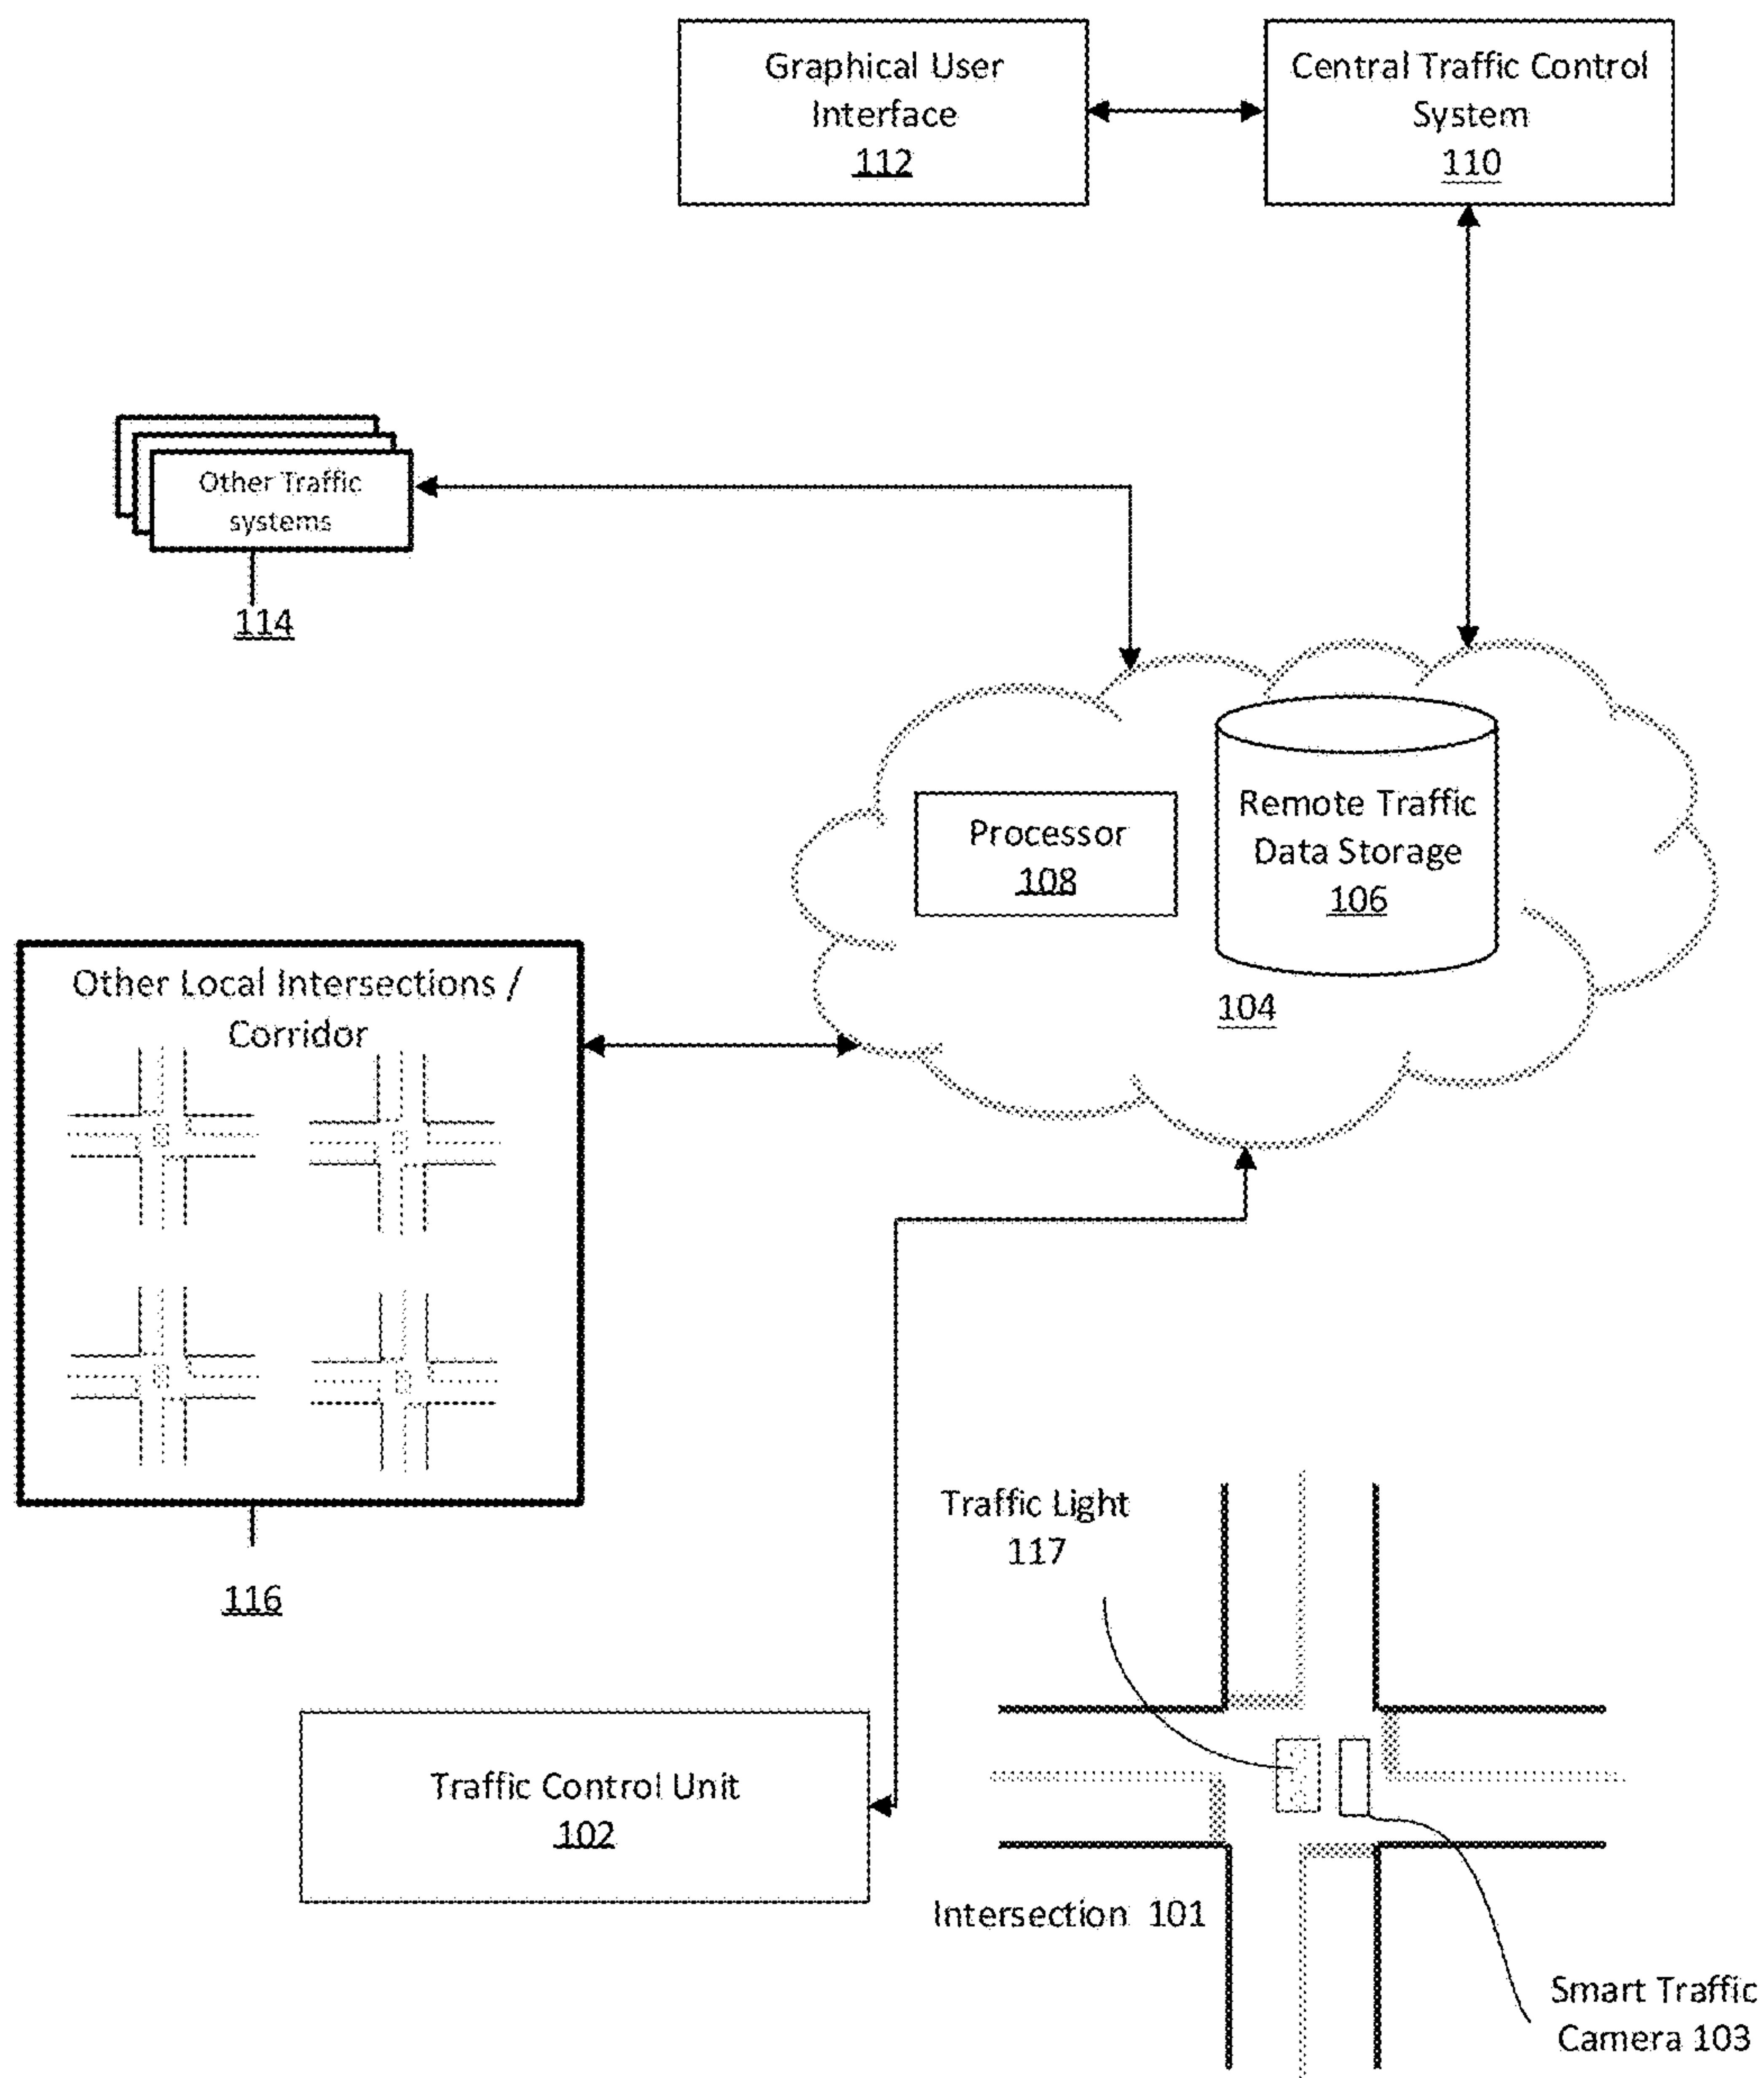 Graphical User
Interface
112
Central Traffic Control
System
110
Other Traffic
systems
114
Processor
108
Remote Traffic
Data Storage
106
104
Other Local Intersections /
Corridor
116
Traffic Light
117
Traffic Control Unit
102
Intersection 101
Smart Traffic
Camera 103